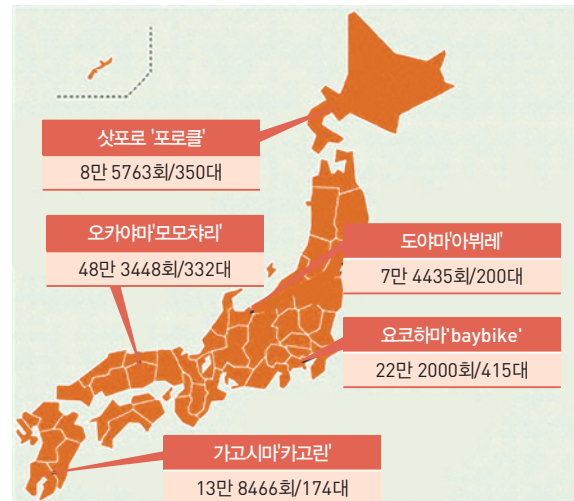 삿포로 '포로클'
8만 5763회/350대
오카야마'모모챠리'
48만 3448회/332대
도야마'아뷔레'
7만 4435회/200대
요코하마'baybike'
22만 2000회/415대
가고시마'카고린'
13만 8466회/174대